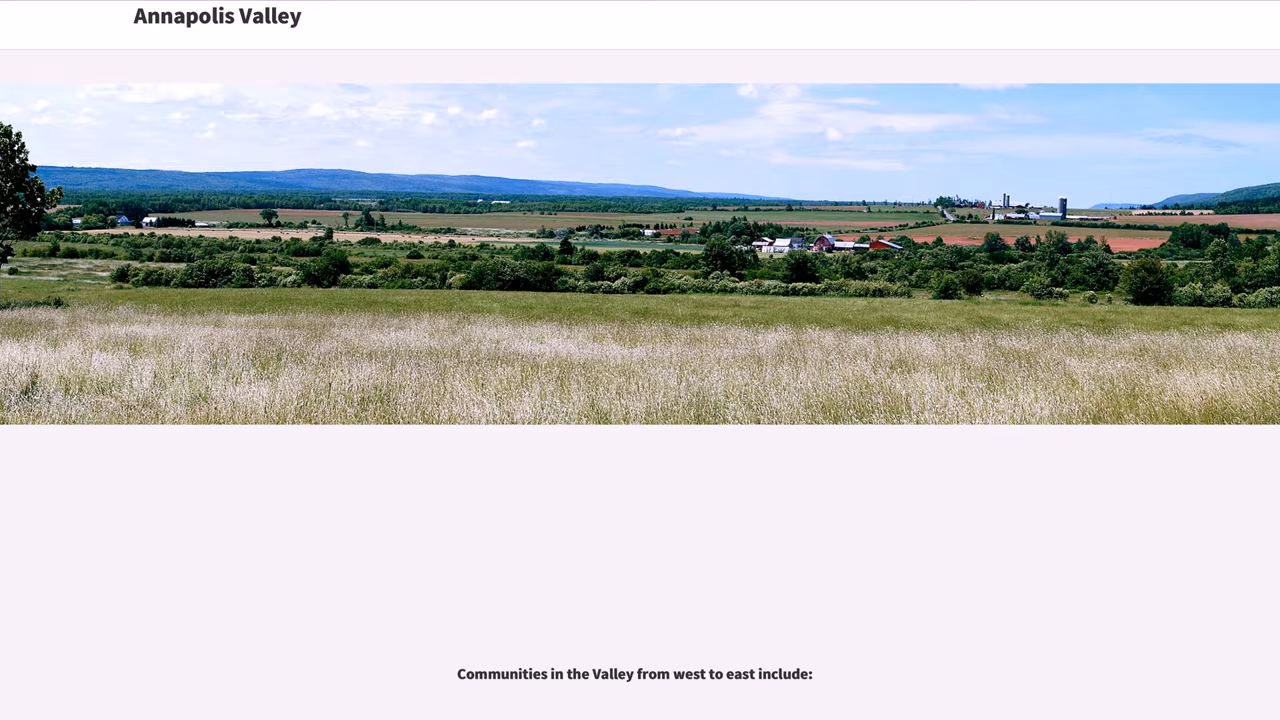 Annapolis Valley
Communities in the Valley from west to east include: